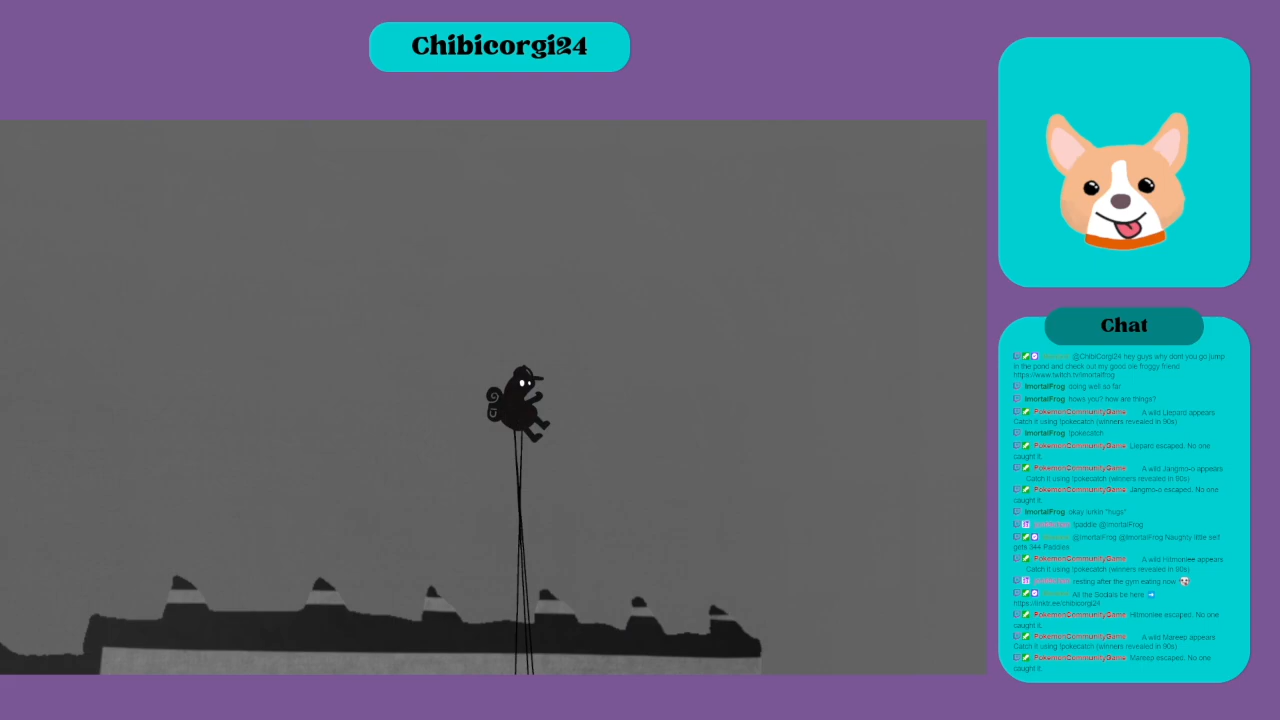 Chibicorgi24
Chat
@ChibiCorgi24 hey guys why dont you go jump
in the pond and check out my good ole froggy friend
https://www.twitch.tv/imortalfrog
ImortalFrog doing well so far
ImortalFrog hows you? how are things?
PokemonCommunityGame A wild Liepard appears
Catch it using !pokecatch (winners revealed in 90s)
ImortalFrog !pokecatch
PokemonCommunityGame Liepard escaped. No one
caught it.
PokemonCommunityGame A wild Jangmo-o appears
Catch it using !pokecatch (winners revealed in 90s)
PokemonCommunityGame Jangmo-o escaped. No one
caught it.
ImortalFrog okay lurkin "hugs"
!paddle @ImortalFrog
@ImortalFrog @ImortalFrog Naughty little self
gets 344 Paddles
PokemonCommunityGame A wild Hitmonlee appears
Catch it using !pokecatch (winners revealed in 90s)
resting after the gym eating now
All the Socials be here
https://linktr.ee/chibicorgi24
PokemonCommunityGame Hitmonlee escaped. No one
caught it.
PokemonCommunityGame A wild Mareep appears
Catch it using !pokecatch (winners revealed in 90s)
PokemonCommunityGame Mareep escaped. No one
caught it.